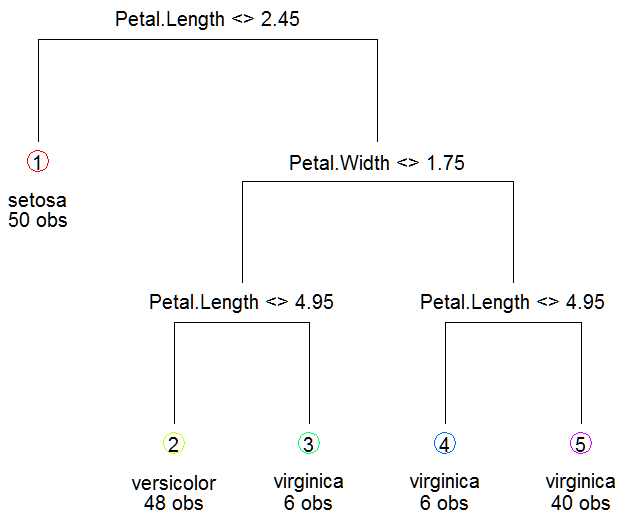 Petal.Length <> 2.45
1
setosa
50 obs
Petal.Width <> 1.75
Petal.Length <> 4.95
Petal.Length <> 4.95
2
3
4
5
versicolor
48 obs
virginica
6 obs
virginica
6 obs
virginica
40 obs